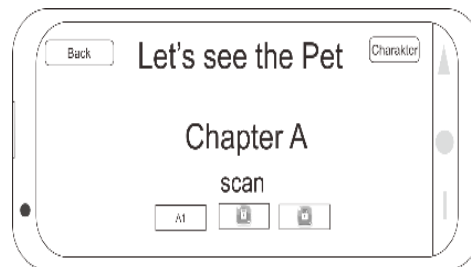 Back
Let's see the Pet
Charakter
Chapter A
scan
A1